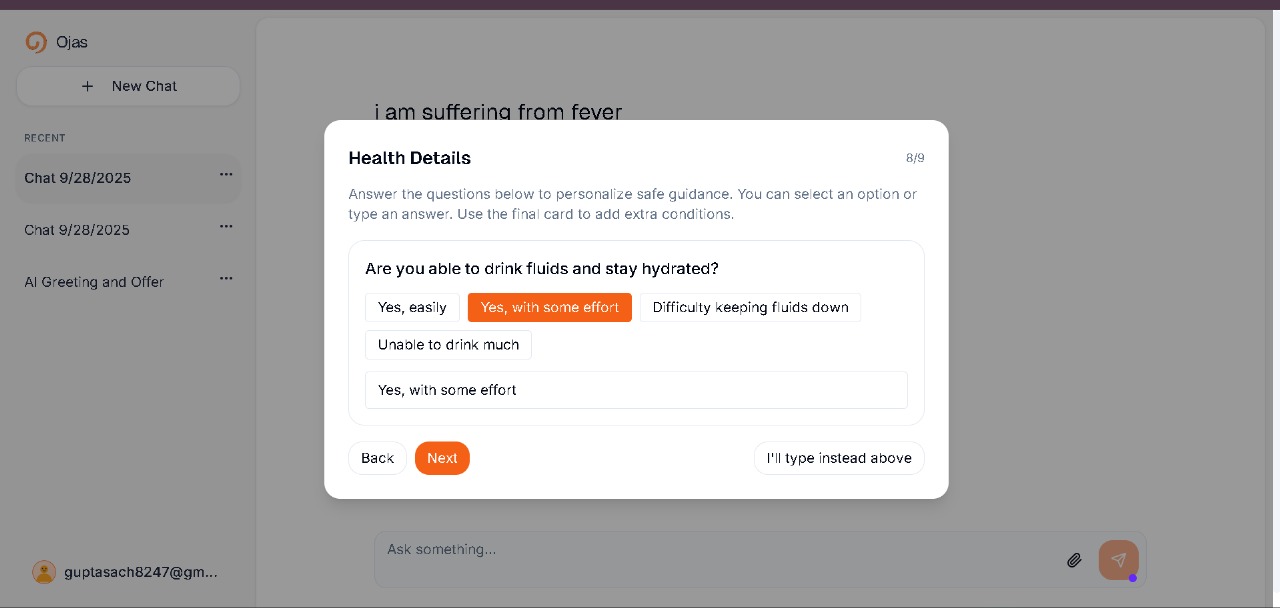 Ojas
+ New Chat
RECENT
Chat 9/28/2025
Chat 9/28/2025
AI Greeting and Offer
guptasach8247@gm...
i am suffering from fever
Health Details
8/9
Answer the questions below to personalize safe guidance. You can select an option or
type an answer. Use the final card to add extra conditions.
Are you able to drink fluids and stay hydrated?
Yes, easily
Yes, with some effort
Difficulty keeping fluids down
Unable to drink much
Yes, with some effort
Back
Next
I'll type instead above
Ask something...